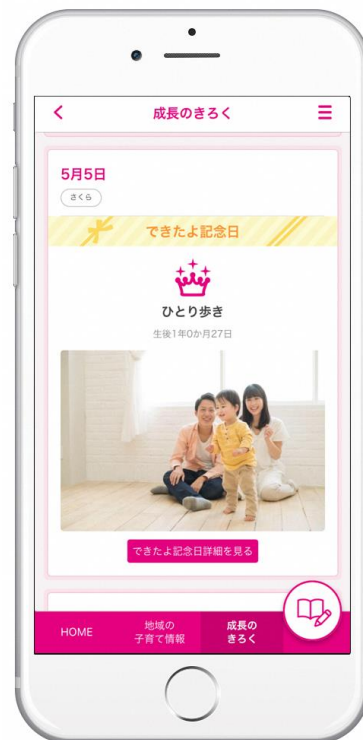 成長のきろく
5月5日
さくら
できたよ記念日
ひとり歩き
生後1年0か月27日
できたよ記念日詳細を見る
HOME
地域の
子育て情報
成長の
きろく